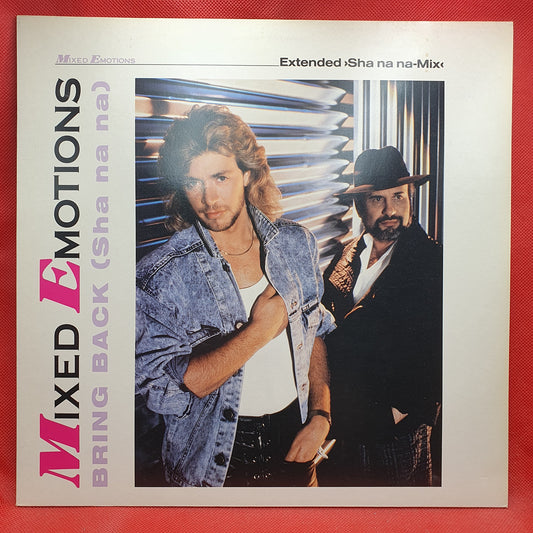 MIXED EMOTIONS
Extended ›Sha na na-Mix‹
MIXED EMOTIONS
BRING BACK (Sha na na)